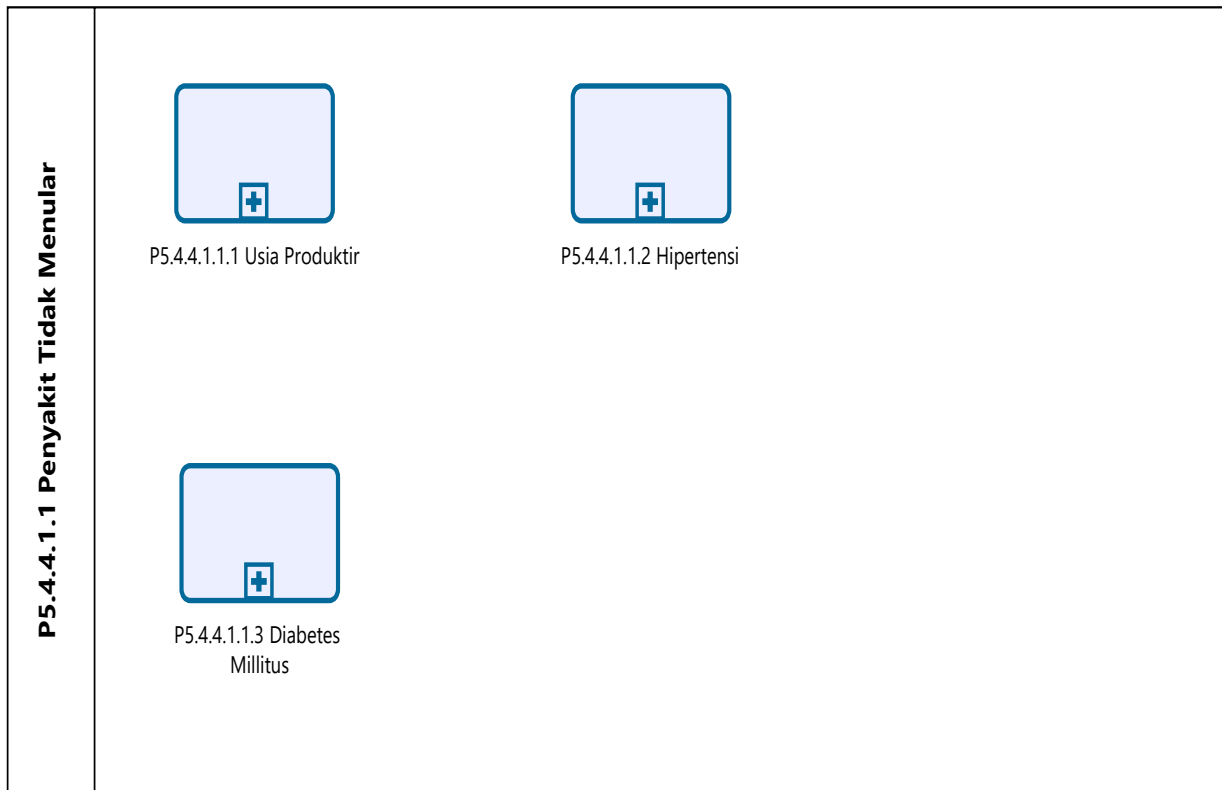 P5.4.4.1.1 Penyakit Tidak Menular
P5.4.4.1.1.1 Usia Produktir
P5.4.4.1.1.2 Hipertensi
P5.4.4.1.1.3 Diabetes
Millitus